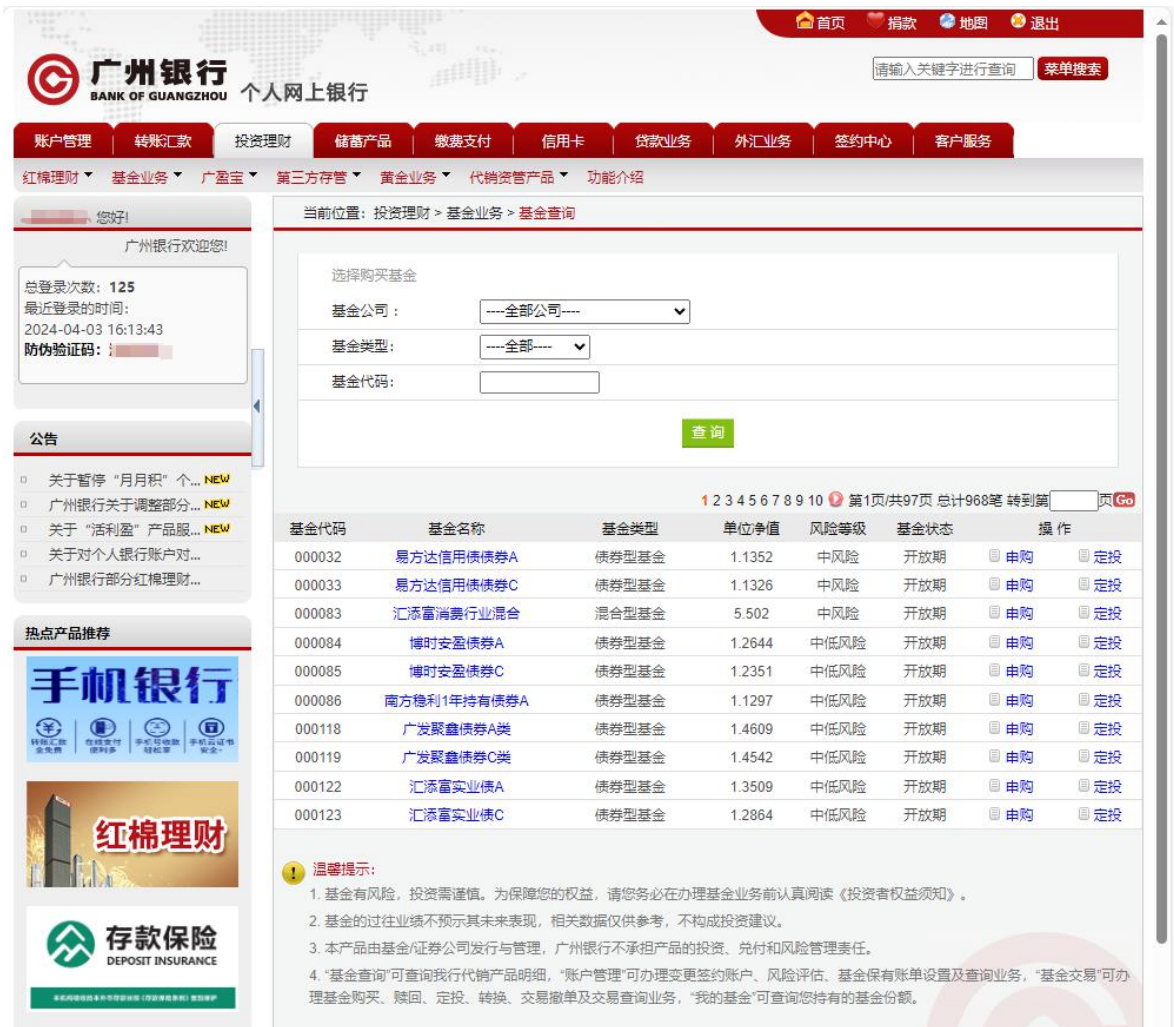 首页 捐款 地图 退出
广州银行
BANK OF GUANGZHOU
个人网上银行
请输入关键字进行查询 菜单搜索
账户管理 转账汇款 投资理财 储蓄产品 缴费支付 信用卡 贷款业务 外汇业务 签约中心 客户服务
红棉理财 基金业务 广盈宝 第三方存管 黄金业务 代销资管产品 功能介绍
您好!
广州银行欢迎您!
总登录次数: 125
最近登录的时间:
2024-04-03 16:13:43
防伪验证码:
公告
关于暂停“月月积”个... NEW
广州银行关于调整部分... NEW
关于“活利盈”产品服... NEW
关于对个人银行账户对...
广州银行部分红棉理财...
热点产品推荐
手机银行
转账汇款 在线支付 手机号收款 手机云证书
全免费 便利多 轻松享 安全+
红棉理财
存款保险
DEPOSIT INSURANCE
当前位置: 投资理财 > 基金业务 > 基金查询
选择购买基金
基金公司: ----全部公司----
基金类型: ----全部----
基金代码:
查 询
1 2 3 4 5 6 7 8 9 10 第1页/共97页 总计968笔 转到第 页 Go
基金代码 基金名称 基金类型 单位净值 风险等级 基金状态 操 作
000032 易方达信用债债券A 债券型基金 1.1352 中风险 开放期 申购 定投
000033 易方达信用债债券C 债券型基金 1.1326 中风险 开放期 申购 定投
000083 汇添富消费行业混合 混合型基金 5.502 中风险 开放期 申购 定投
000084 博时安盈债券A 债券型基金 1.2644 中低风险 开放期 申购 定投
000085 博时安盈债券C 债券型基金 1.2351 中低风险 开放期 申购 定投
000086 南方稳利1年持有债券A 债券型基金 1.1297 中低风险 开放期 申购 定投
000118 广发聚鑫债券A类 债券型基金 1.4609 中低风险 开放期 申购 定投
000119 广发聚鑫债券C类 债券型基金 1.4542 中低风险 开放期 申购 定投
000122 汇添富实业债A 债券型基金 1.3509 中低风险 开放期 申购 定投
000123 汇添富实业债C 债券型基金 1.2864 中低风险 开放期 申购 定投
温馨提示:
1. 基金有风险，投资需谨慎。为保障您的权益，请您务必在办理基金业务前认真阅读《投资者权益须知》。
2. 基金的过往业绩不预示其未来表现，相关数据仅供参考，不构成投资建议。
3. 本产品由基金/证券公司发行与管理，广州银行不承担产品的投资、兑付和风险管理责任。
4. “基金查询”可查询我行代销产品明细，“账户管理”可办理变更签约账户、风险评估、基金保有账单设置及查询业务，“基金交易”可办
理基金购买、赎回、定投、转换、交易撤单及交易查询业务，“我的基金”可查询您持有的基金份额。